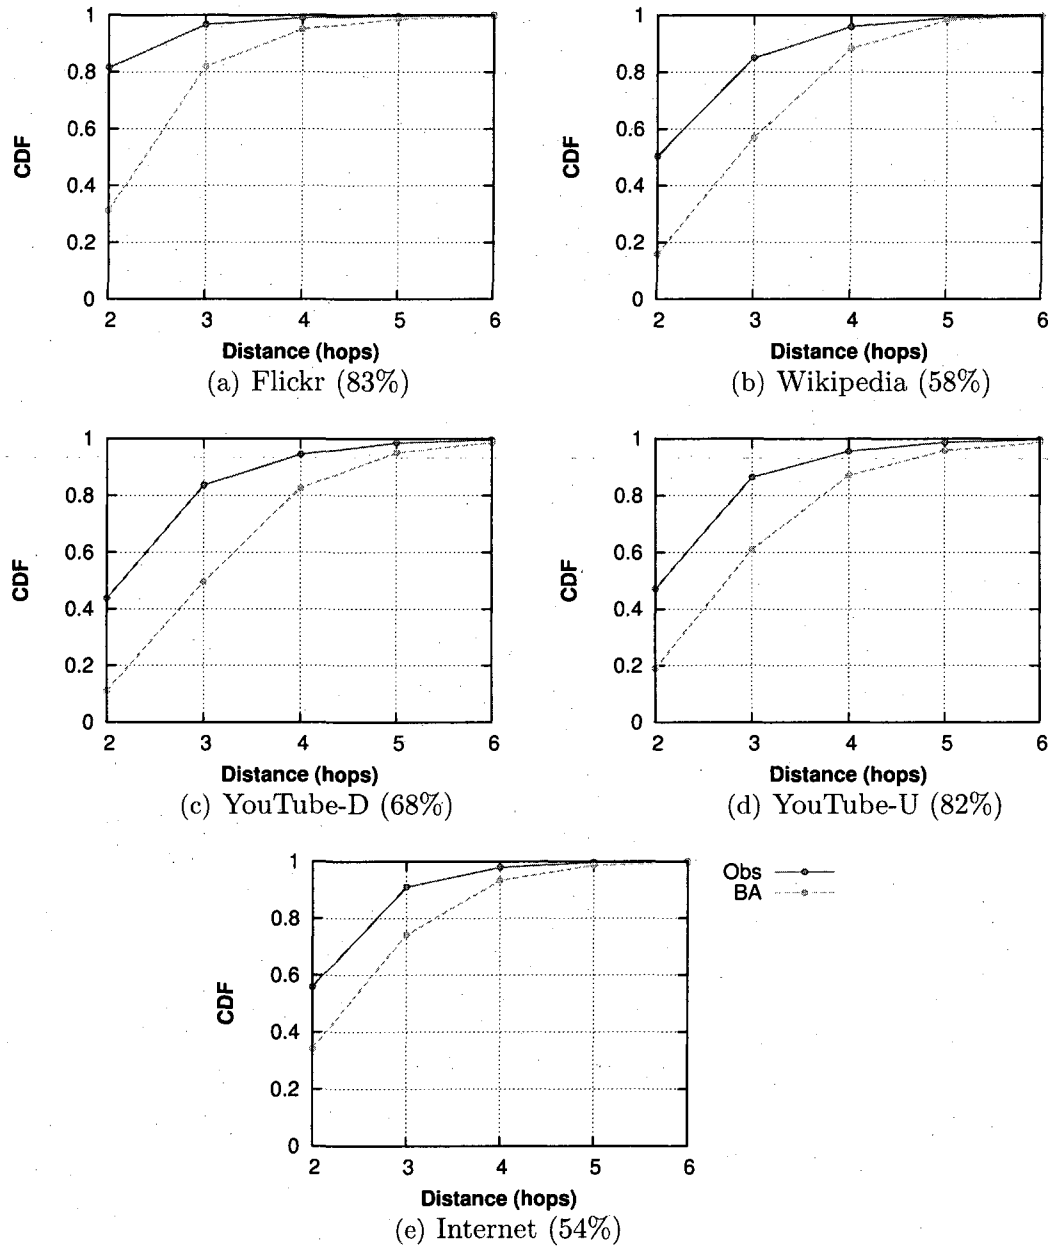 1
0.8
0.6
0.4
0.2
0
CDF
2 3 4 5 6
Distance (hops)
(a) Flickr (83%)
1
0.8
0.6
0.4
0.2
0
CDF
2 3 4 5 6
Distance (hops)
(b) Wikipedia (58%)
1
0.8
0.6
0.4
0.2
0
CDF
2 3 4 5 6
Distance (hops)
(c) YouTube-D (68%)
1
0.8
0.6
0.4
0.2
0
CDF
2 3 4 5 6
Distance (hops)
(d) YouTube-U (82%)
1
0.8
0.6
0.4
0.2
0
CDF
2 3 4 5 6
Distance (hops)
(e) Internet (54%)
Obs
BA